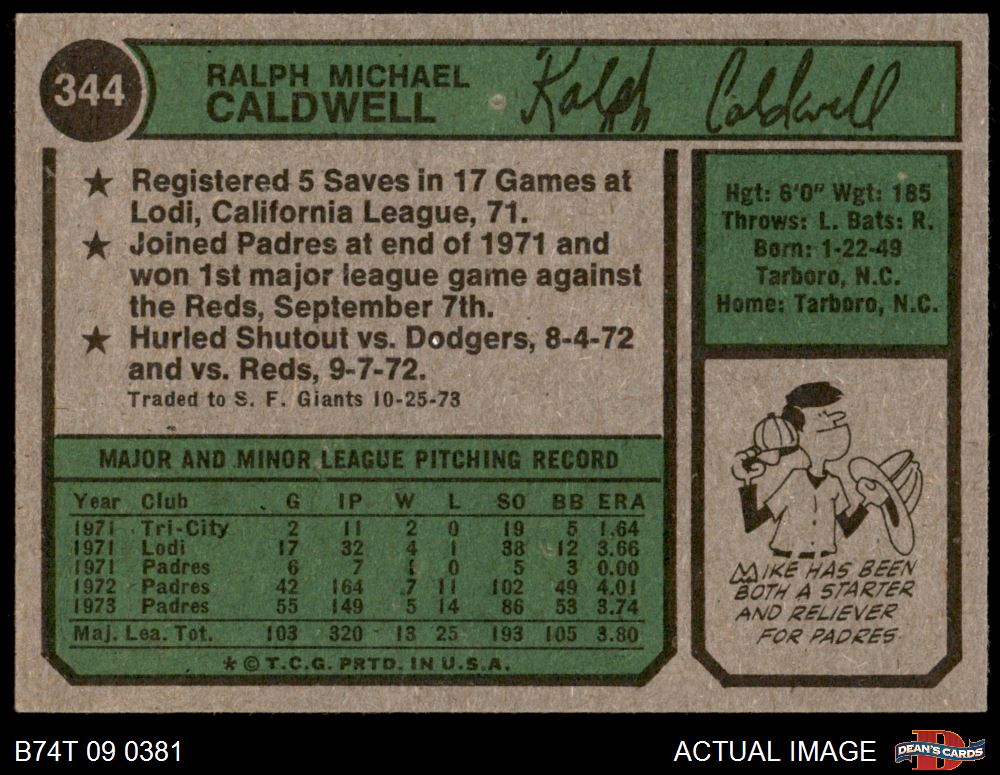 344
RALPH MICHAEL
CALDWELL
Ralph Caldwell
★ Registered 5 Saves in 17 Games at
Lodi, California League, 71.
★ Joined Padres at end of 1971 and
won 1st major league game against
the Reds, September 7th.
★ Hurled Shutout vs. Dodgers, 8-4-72
and vs. Reds, 9-7-72.
Traded to S. F. Giants 10-25-73
Hgt: 6'0" Wgt: 185
Throws: L. Bats: R.
Born: 1-22-49
Tarboro, N.C.
Home: Tarboro, N.C.
MAJOR AND MINOR LEAGUE PITCHING RECORD
Year Club G IP W L SO BB ERA
1971 Tri-City 2 11 2 0 19 5 1.64
1971 Lodi 17 32 4 1 38 12 3.66
1971 Padres 6 7 1 0 5 3 0.00
1972 Padres 42 164 7 11 102 49 4.01
1973 Padres 55 149 5 14 86 53 3.74
Maj. Lea. Tot. 103 320 13 25 193 105 3.80
★ © T.C.G. PRTD. IN U.S.A.
MIKE HAS BEEN
BOTH A STARTER
AND RELIEVER
FOR PADRES
B74T 09 0381
ACTUAL IMAGE
DEAN'S CARDS